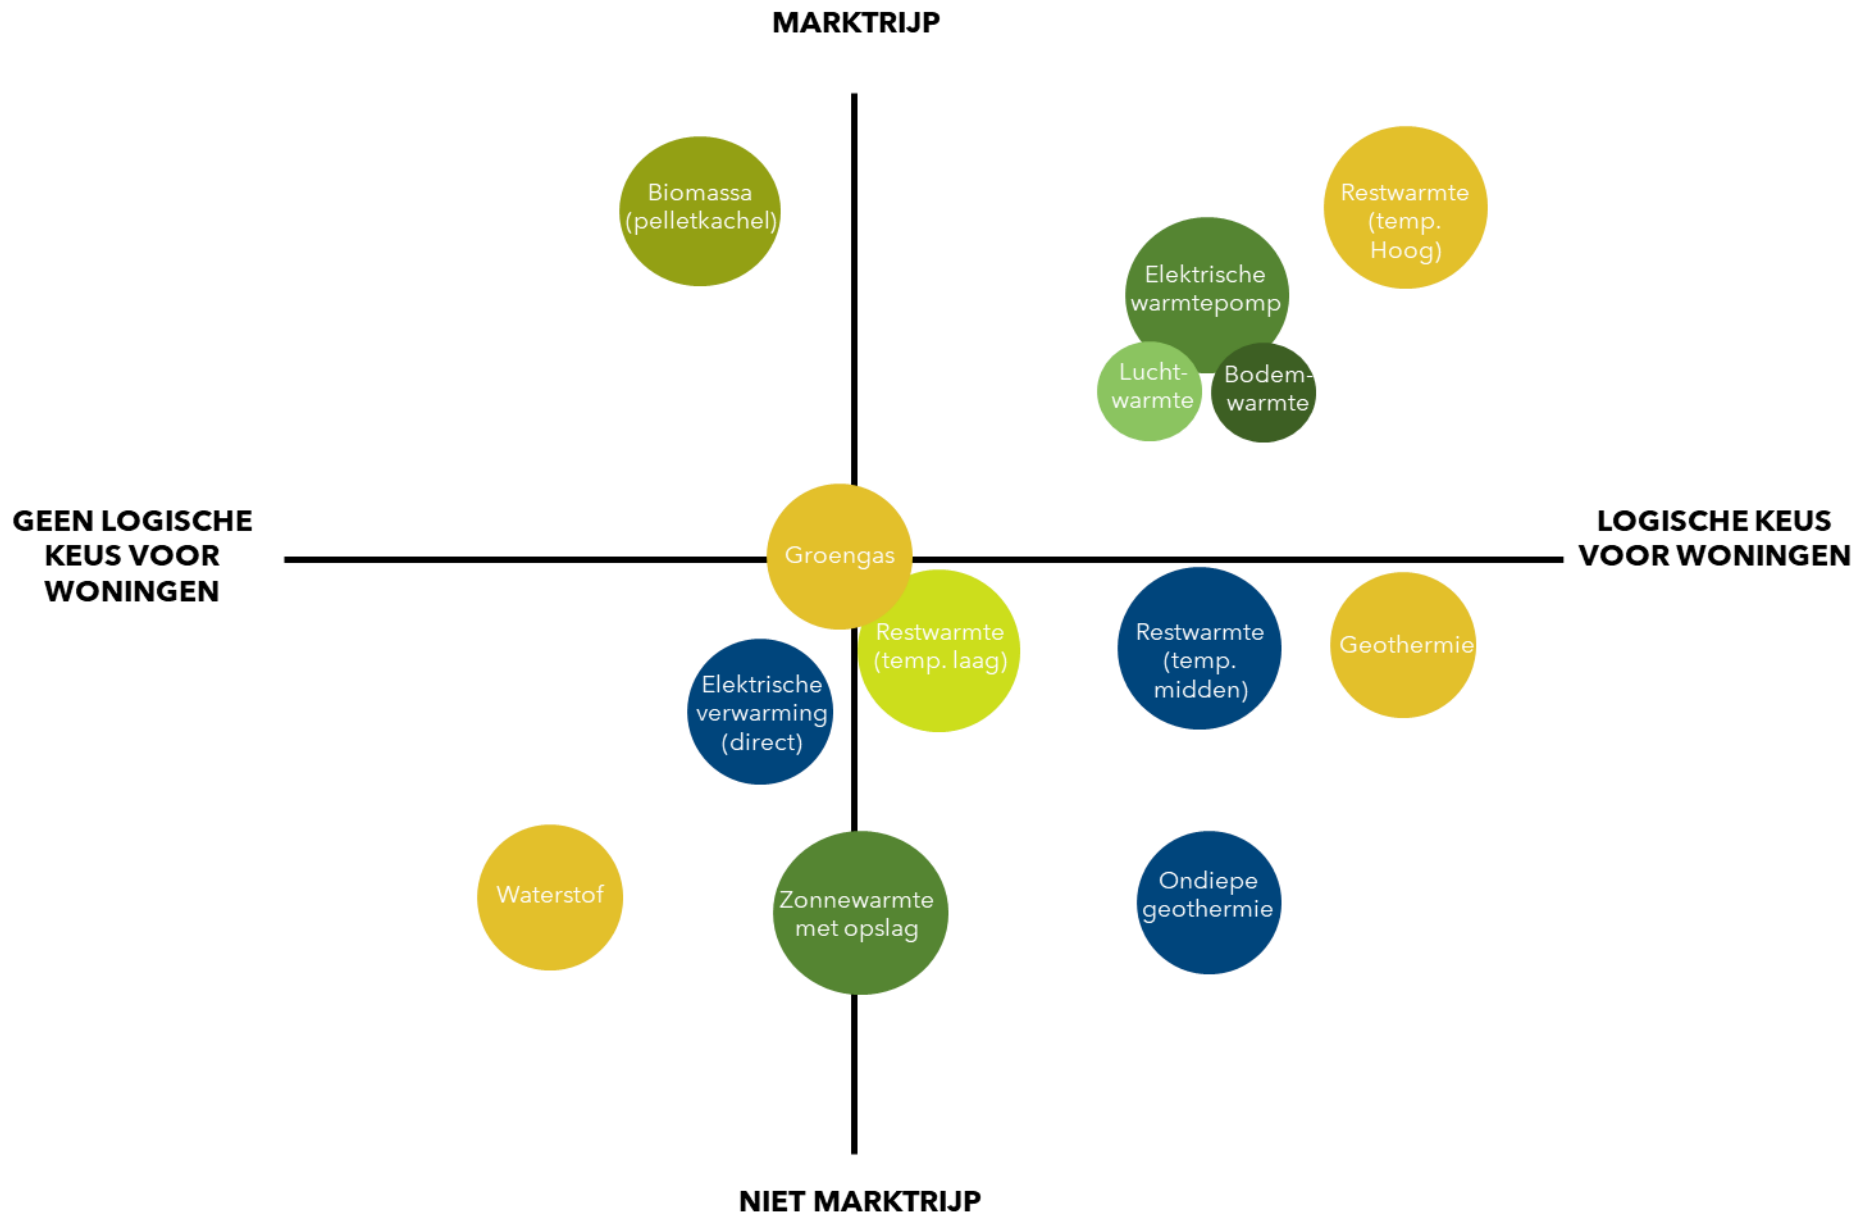 MARKTRIJP
Biomassa
(pelletkachel)
Restwarmte
(temp.
Hoog)
Elektrische
warmtepomp
Lucht-
warmte
Bodem-
warmte
GEEN LOGISCHE
KEUS VOOR
WONINGEN
LOGISCHE KEUS
VOOR WONINGEN
Groengas
Restwarmte
(temp. laag)
Restwarmte
(temp.
midden)
Geothermie
Elektrische
verwarming
(direct)
Waterstof
Zonnewarmte
met opslag
Ondiepe
geothermie
NIET MARKTRIJP